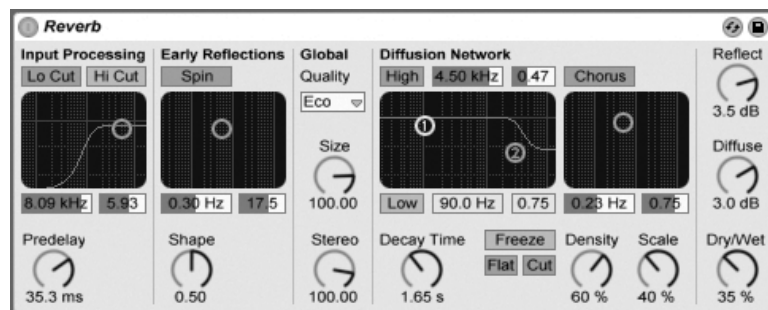 Reverb
Input Processing
Lo Cut Hi Cut
8.09 kHz 5.93
Predelay
35.3 ms
Early Reflections
Spin
0.30 Hz 17.5
Shape
0.50
Global
Quality
Eco
Size
100.00
Stereo
100.00
Diffusion Network
High 4.50 kHz 0.47 Chorus
1
2
Low 90.0 Hz 0.75 0.23 Hz 0.75
Decay Time
1.65 s
Freeze
Flat Cut
Density
60 %
Scale
40 %
Reflect
3.5 dB
Diffuse
3.0 dB
Dry/Wet
35 %